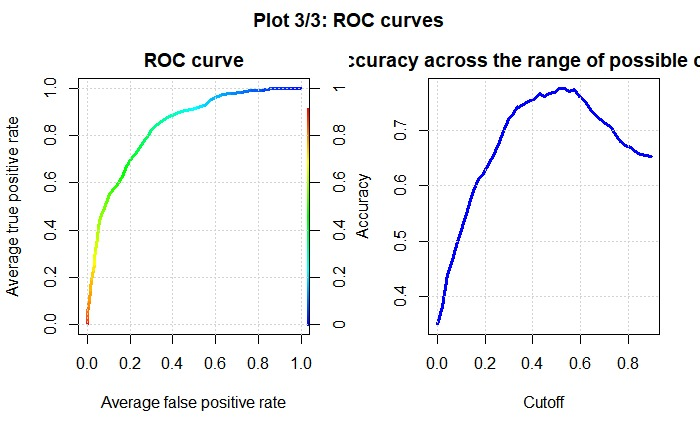 Plot 3/3: ROC curves
ROC curve
Average true positive rate
0.0 0.2 0.4 0.6 0.8 1.0
0 0.2 0.4 0.6 0.8 1
0.0 0.2 0.4 0.6 0.8 1.0
Average false positive rate
ccuracy across the range of possible c
Accuracy
0.4 0.5 0.6 0.7
0.0 0.2 0.4 0.6 0.8
Cutoff